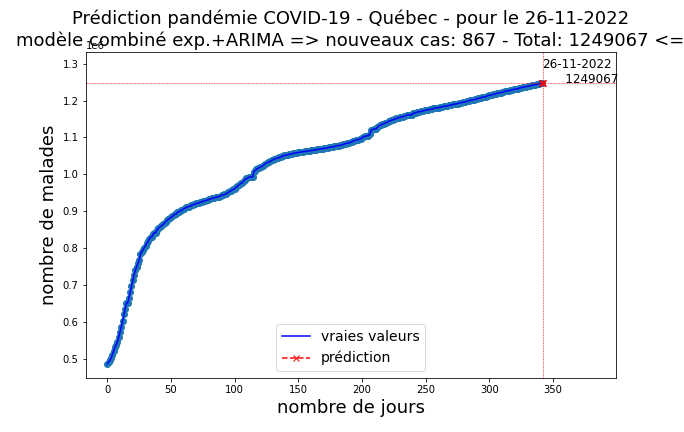 Prédiction pandémie COVID-19 - Québec - pour le 26-11-2022
modèle combiné exp.+ARIMA => nouveaux cas: 867 - Total: 1249067 <=
1e6
26-11-2022
1249067
1.3
1.2
1.1
1.0
0.9
0.8
0.7
0.6
0.5
nombre de malades
vraies valeurs
prédiction
0 50 100 150 200 250 300 350
nombre de jours